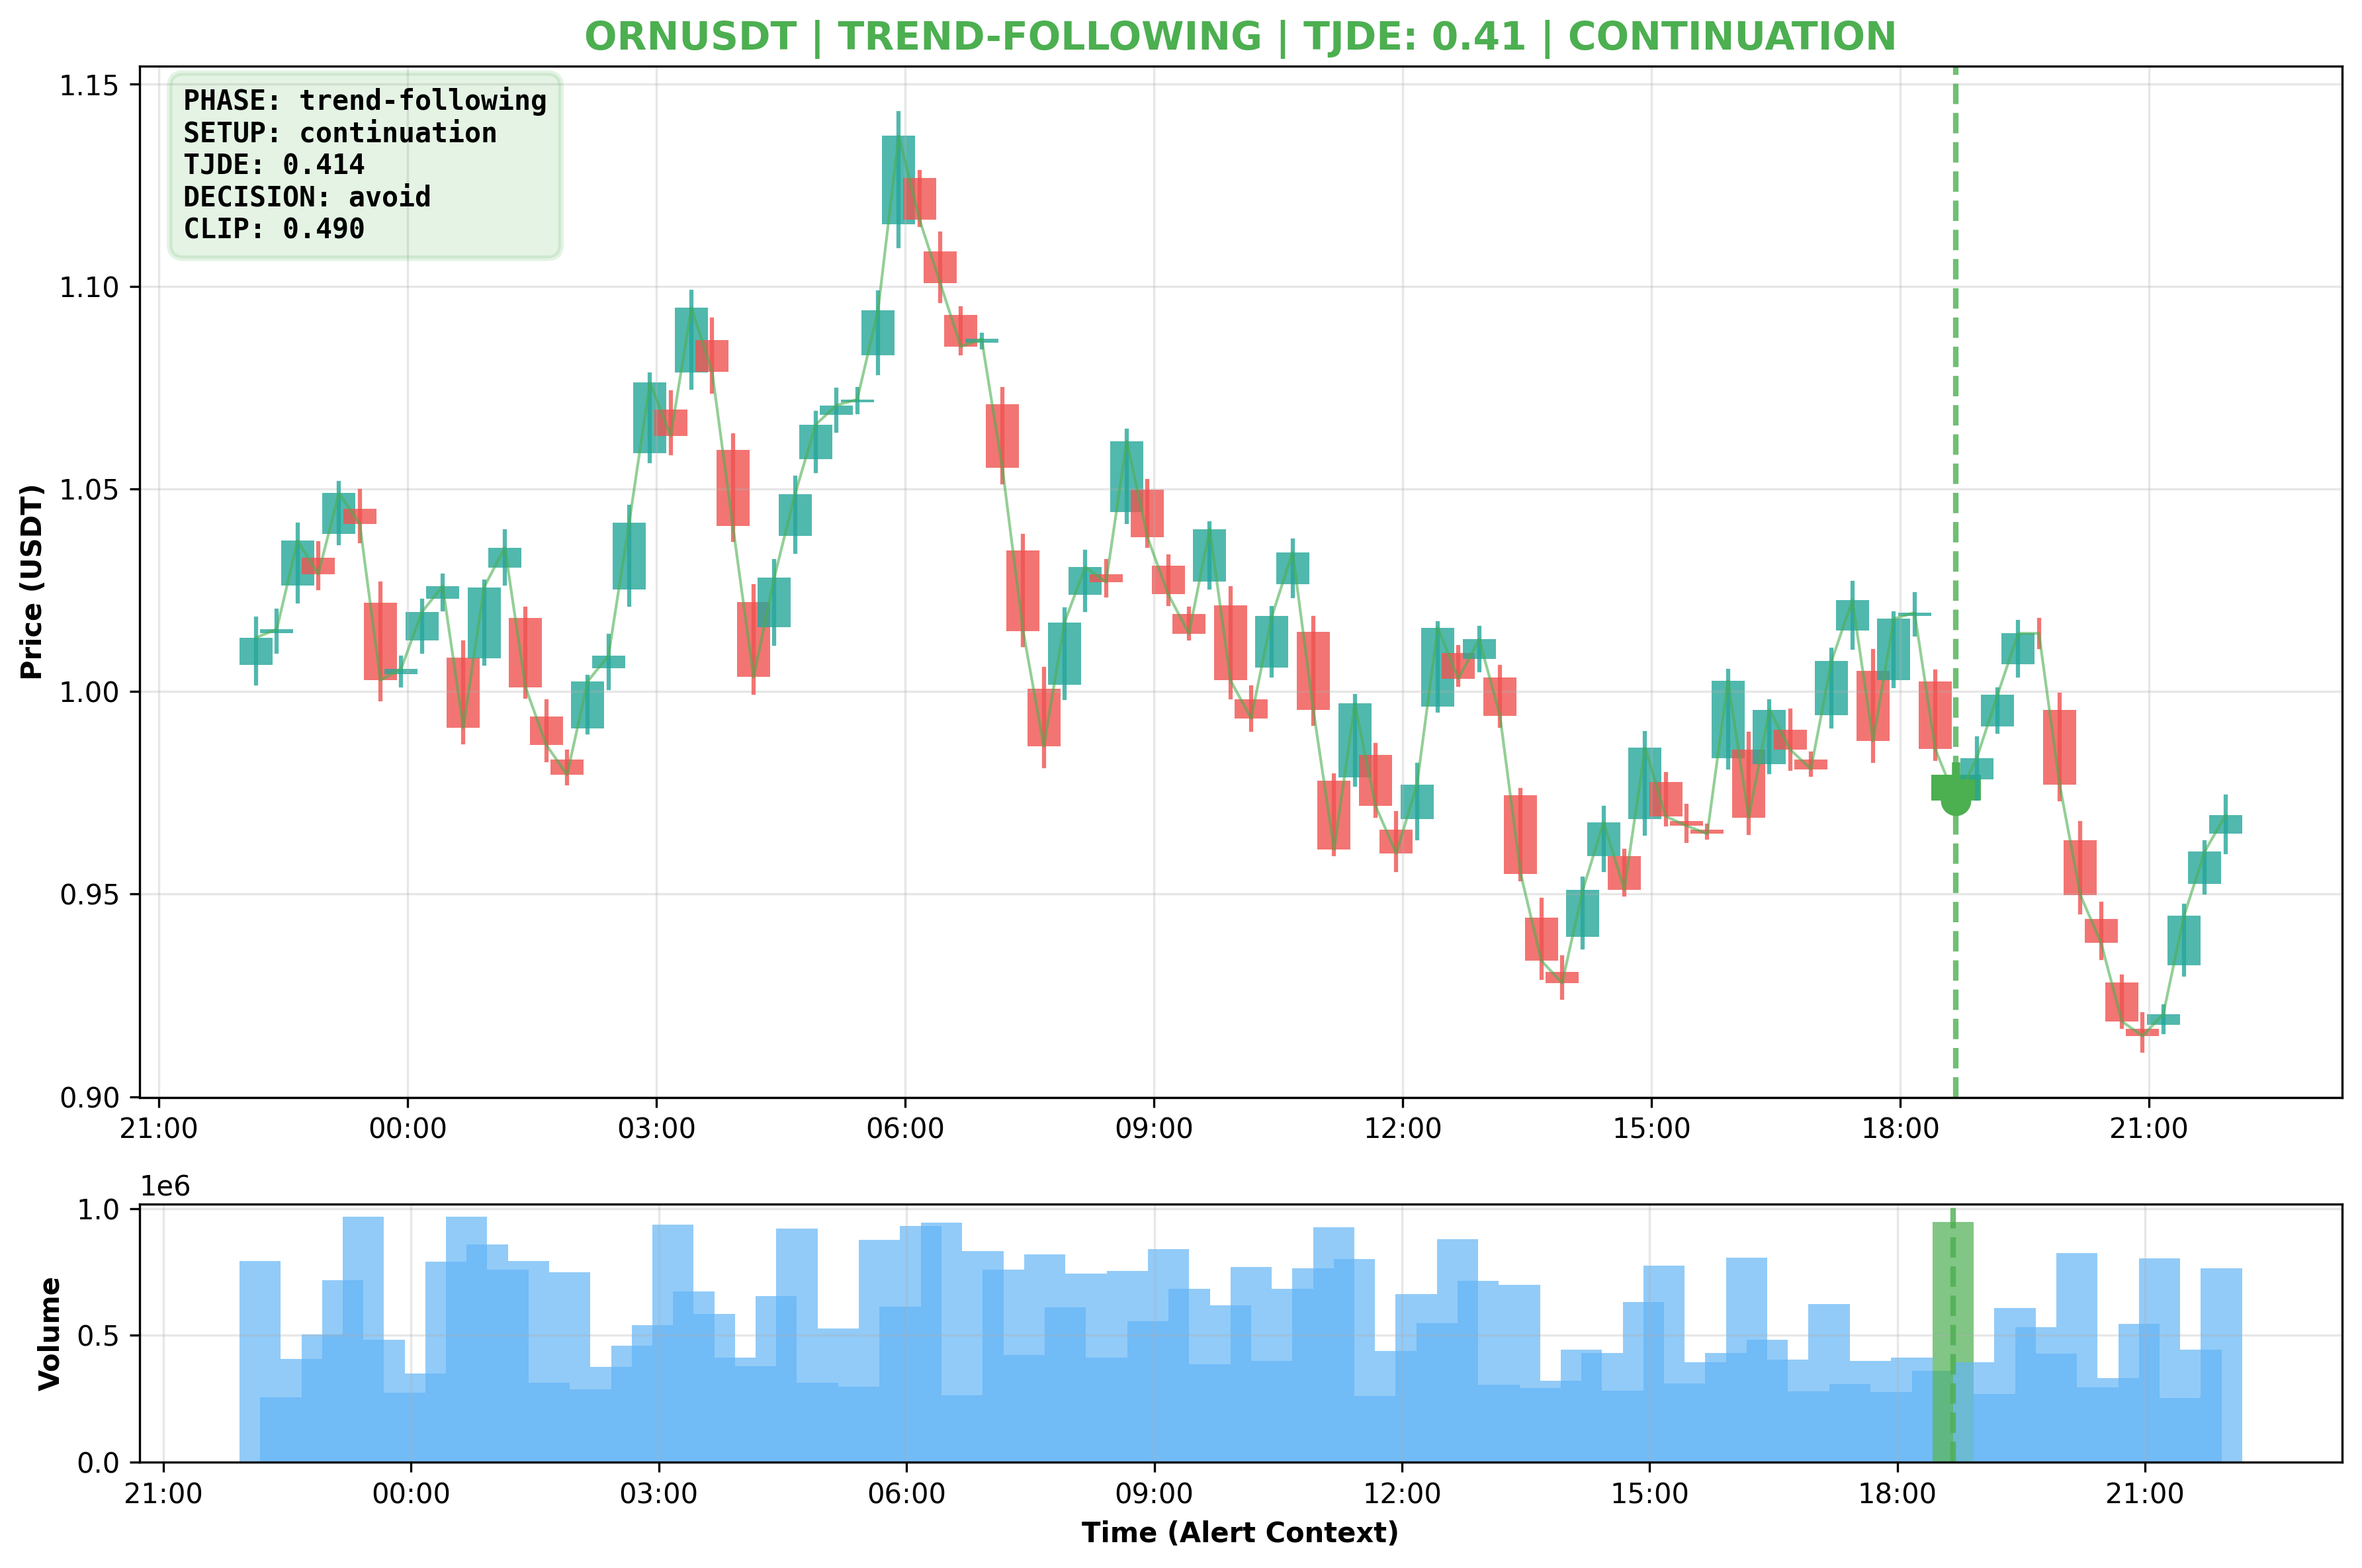 ORNUSDT | TREND-FOLLOWING | TJDE: 0.41 | CONTINUATION
PHASE: trend-following
SETUP: continuation
TJDE: 0.414
DECISION: avoid
CLIP: 0.490
Price (USDT)
1.15
1.10
1.05
1.00
0.95
0.90
21:00 00:00 03:00 06:00 09:00 12:00 15:00 18:00 21:00
1e6
Volume
1.0
0.5
0.0
21:00 00:00 03:00 06:00 09:00 12:00 15:00 18:00 21:00
Time (Alert Context)